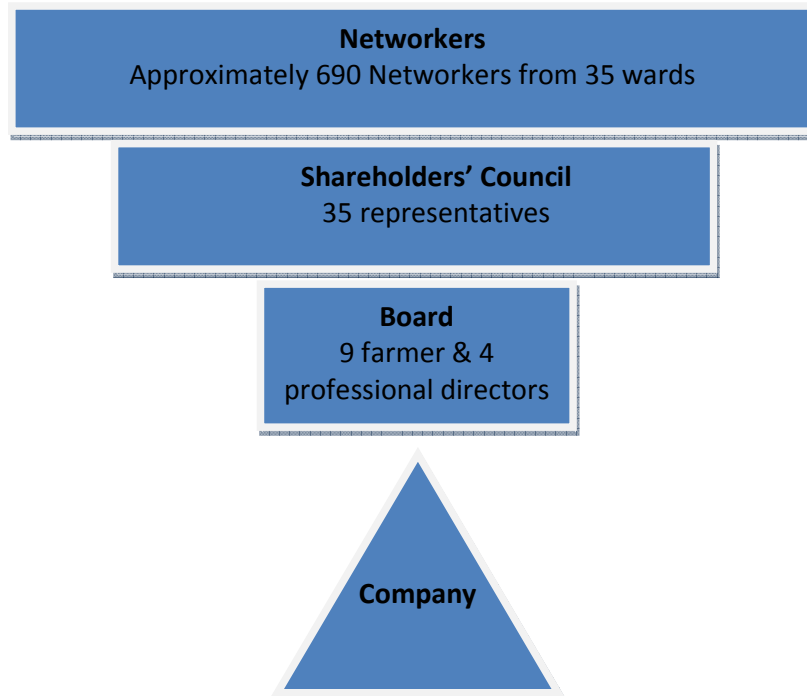 Networkers
Approximately 690 Networkers from 35 wards
Shareholders’ Council
35 representatives
Board
9 farmer & 4
professional directors
Company